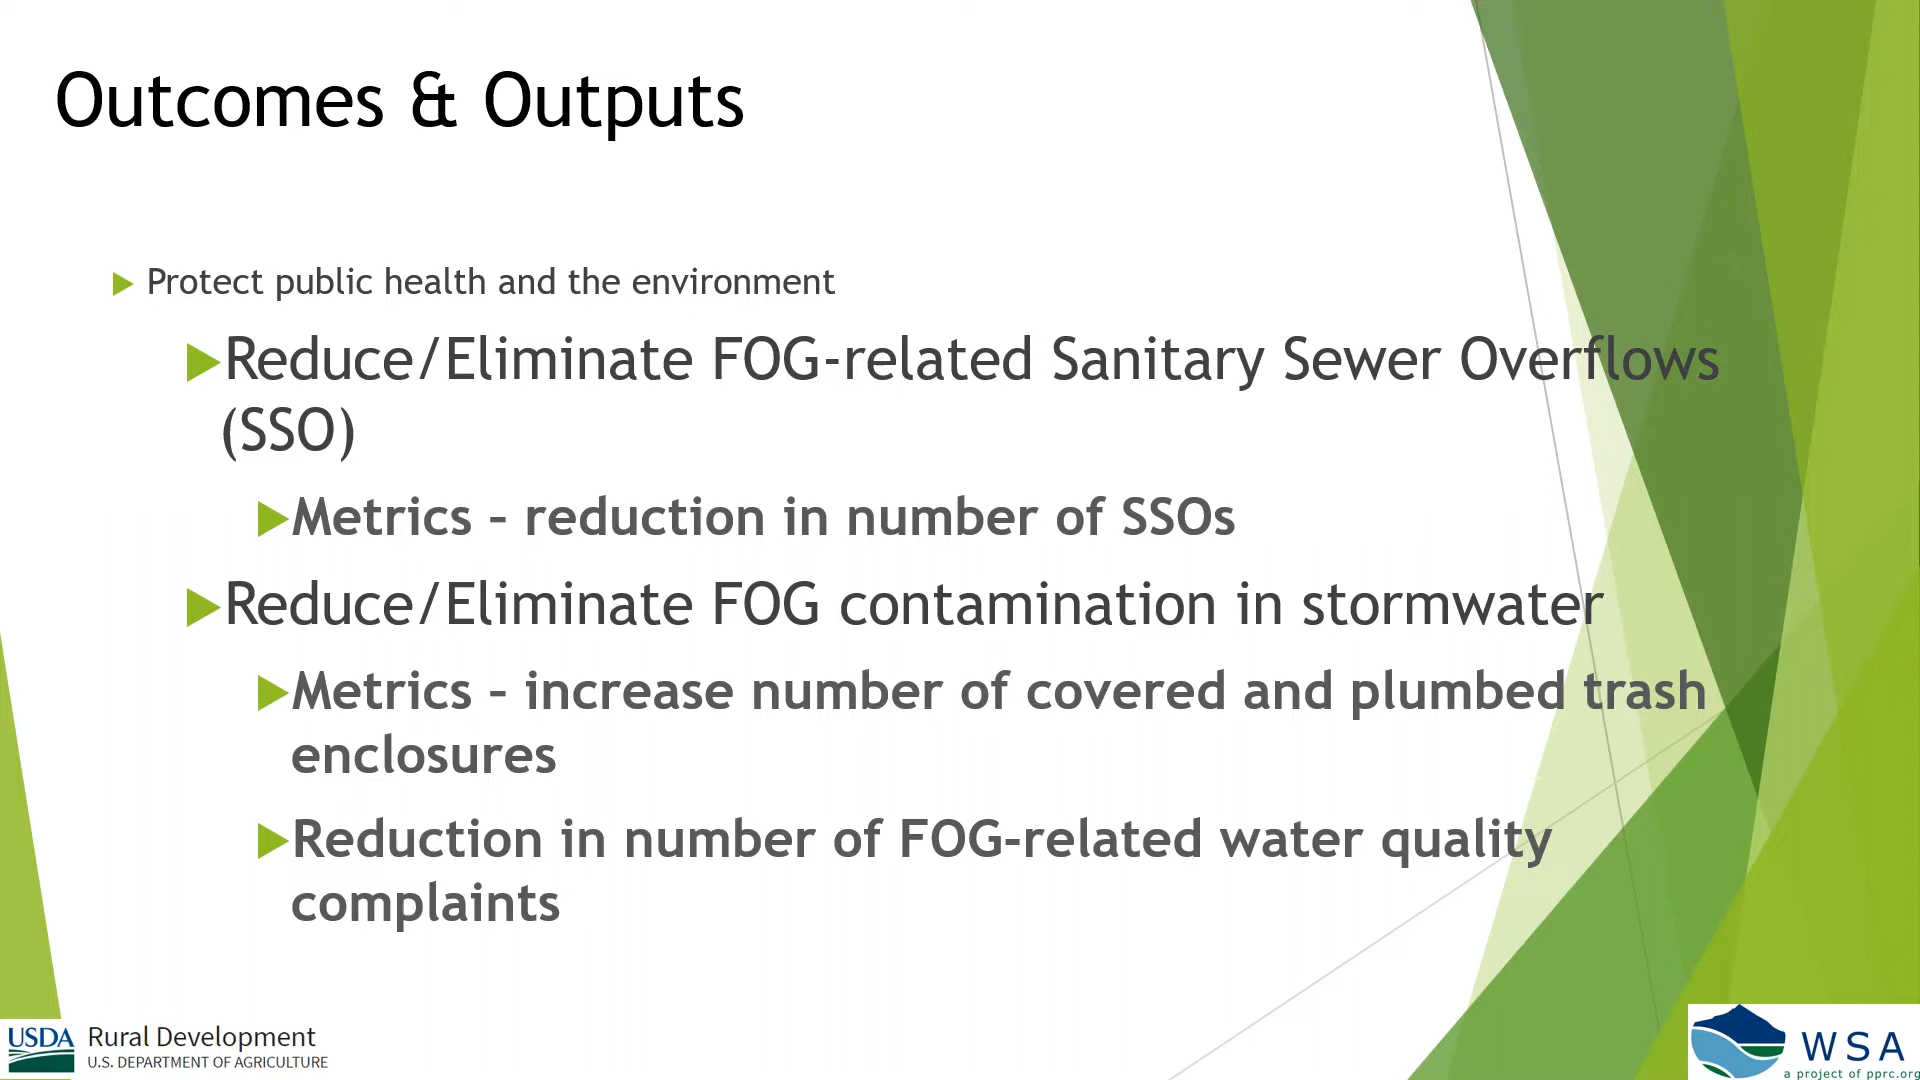 Outcomes & Outputs
Protect public health and the environment
Reduce/Eliminate FOG-related Sanitary Sewer Overflows
(SSO)
Metrics – reduction in number of SSOs
Reduce/Eliminate FOG contamination in stormwater
Metrics – increase number of covered and plumbed trash
enclosures
Reduction in number of FOG-related water quality
complaints
USDA Rural Development
U.S. DEPARTMENT OF AGRICULTURE
WSA
a project of pprc.org